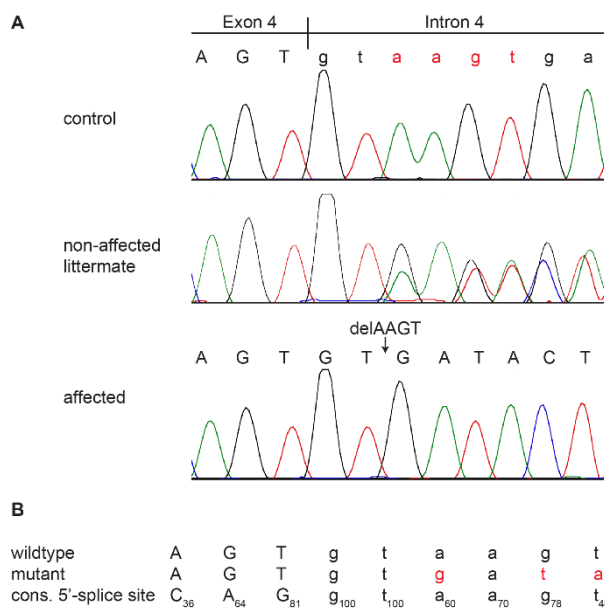 A
Exon 4 Intron 4
A G T g t a a g t g a
control
non-affected
littermate
delAAGT
A G T G T G A T A C T
affected
B
wildtype A G T g t a a g t
mutant A G T g t g a t a
cons. 5'-splice site C36 A64 G81 g100 t100 a60 a70 g78 t4